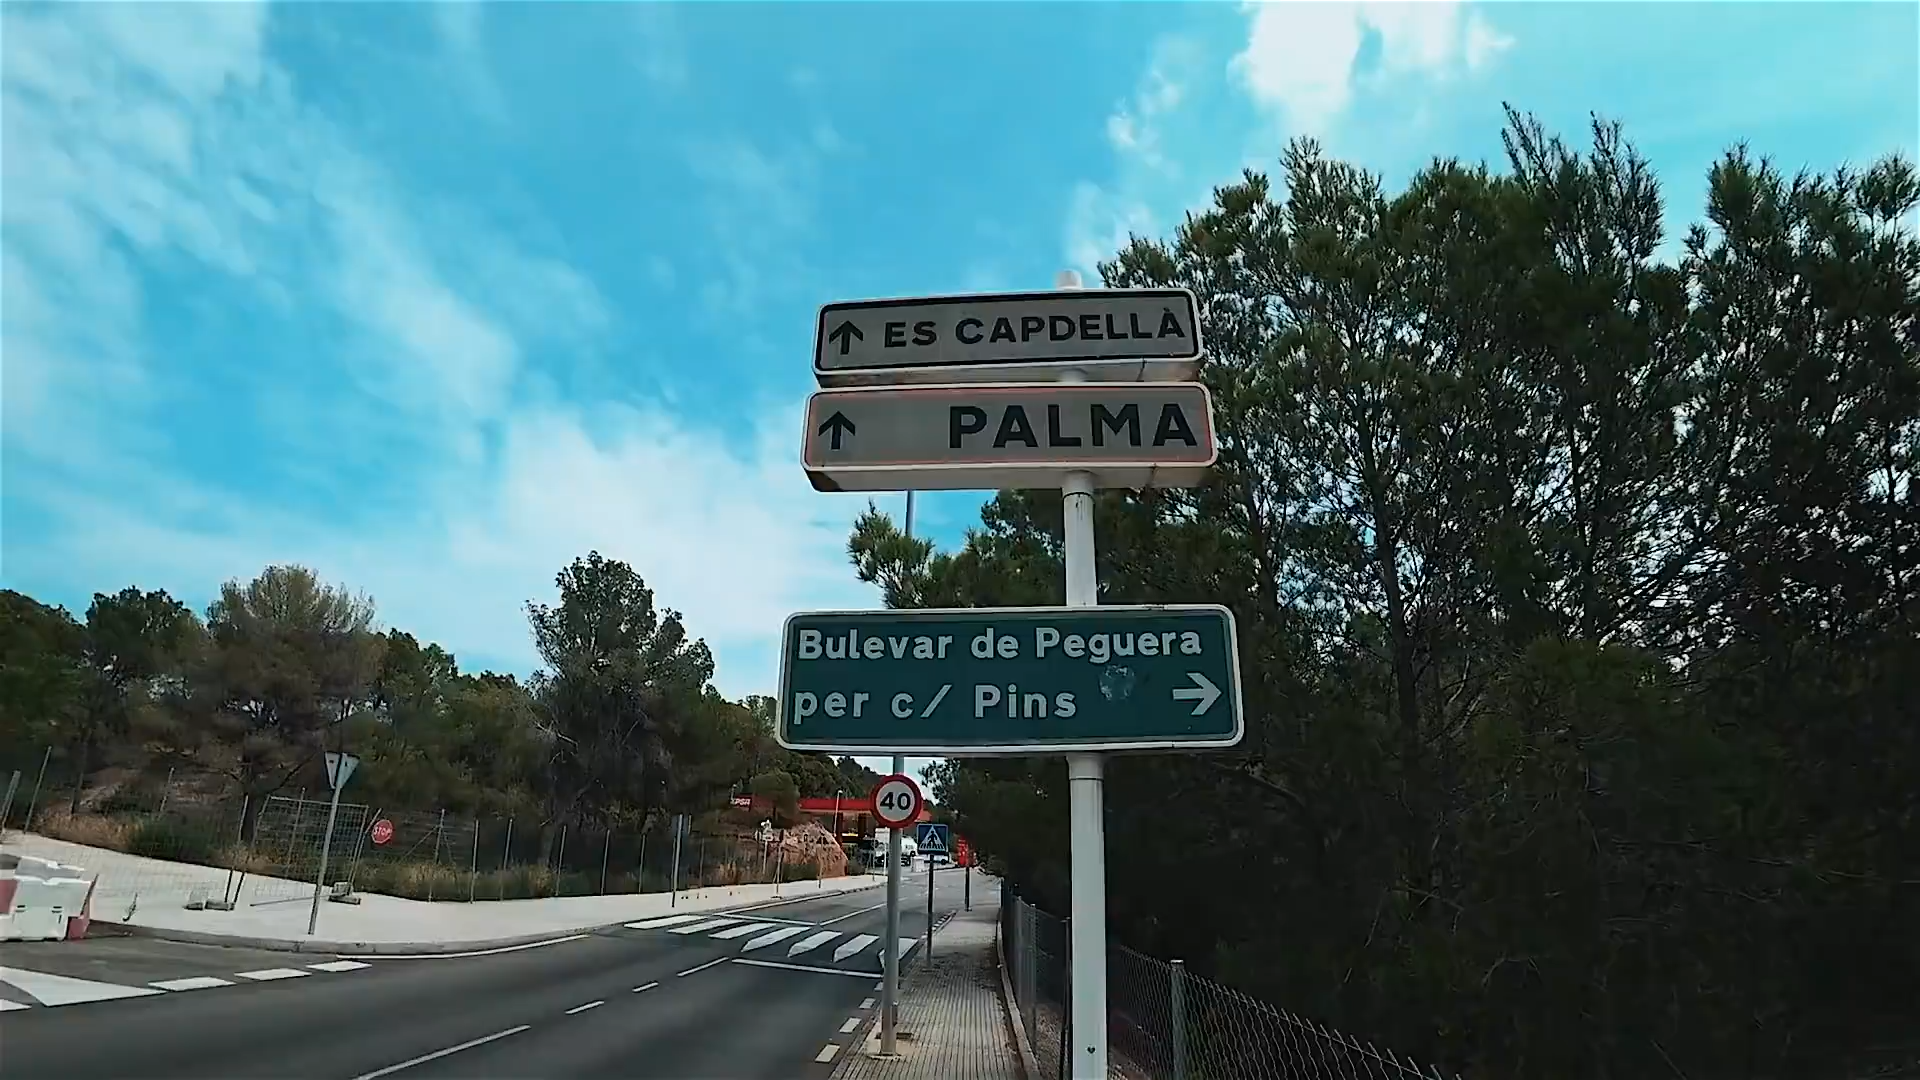 ES CAPDELLÀ
PALMA
Bulevar de Peguera
per c/ Pins
40
STOP